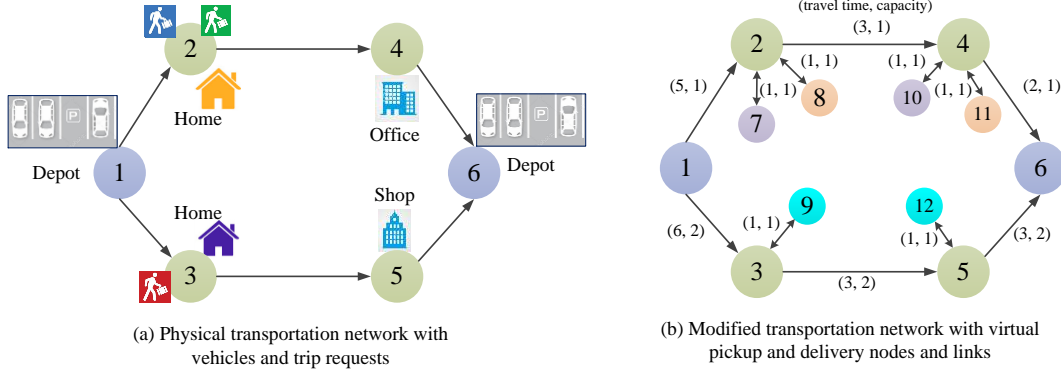 2
4
Home
Office
Depot
P
1
6
P
Depot
Home
Shop
3
5
(a) Physical transportation network with
vehicles and trip requests
(travel time, capacity)
(3, 1)
2
4
(5, 1)
(1, 1)
(1, 1)
(2, 1)
(1, 1)
8
10
(1, 1)
7
11
1
6
9
12
(6, 2)
(1, 1)
(1, 1)
(3, 2)
3
5
(3, 2)
(b) Modified transportation network with virtual
pickup and delivery nodes and links